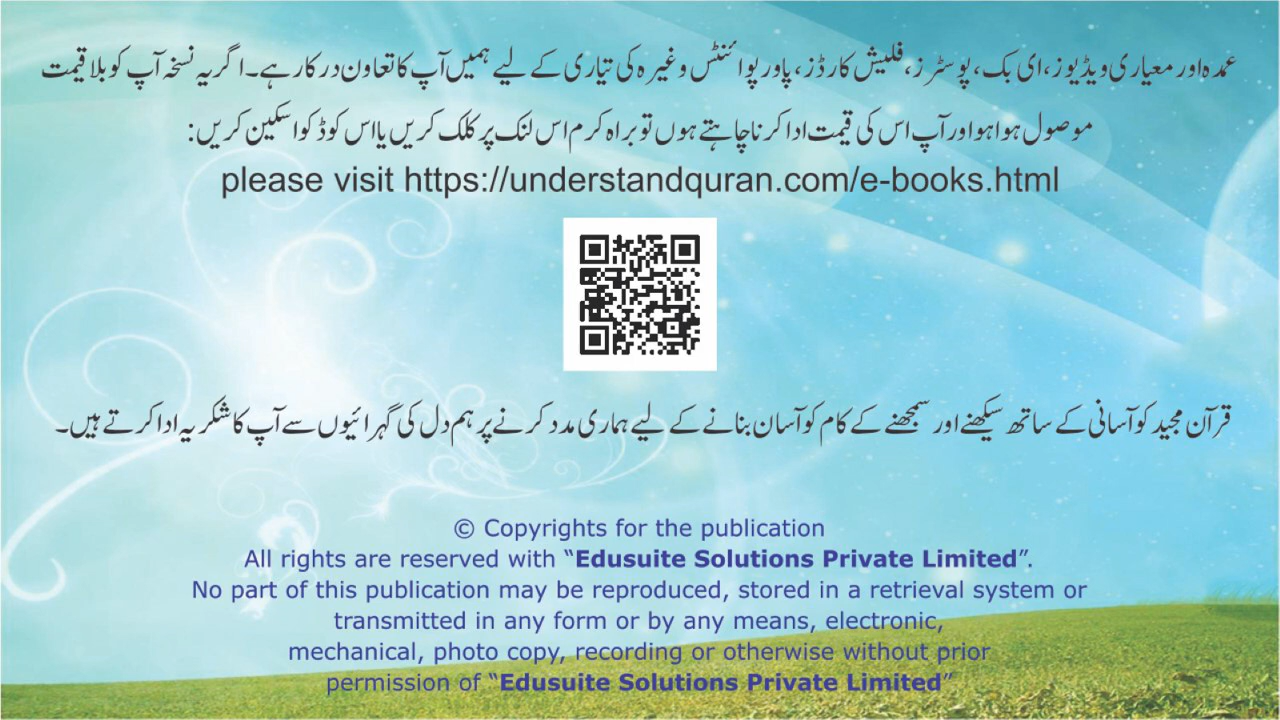 عمدہ اور معیاری ویڈیوز، ای بک، پوسٹرز، فلیش کارڈز، پاور پوائنٹس وغیرہ کی تیاری کے لیے ہمیں آپ کا تعاون درکار ہے۔ اگر یہ نسخہ آپ کو بلا قیمت
موصول ہوا ہو اور آپ اس کی قیمت ادا کرنا چاہتے ہوں تو براہ کرم اس لنک پر کلک کریں یا اس کوڈ کو اسکین کریں:
please visit https://understandquran.com/e-books.html
قرآن مجید کو آسانی کے ساتھ سیکھنے اور سمجھنے کے کام کو آسان بنانے کے لیے ہماری مدد کرنے پر ہم دل کی گہرائیوں سے آپ کا شکریہ ادا کرتے ہیں۔
© Copyrights for the publication
All rights are reserved with “Edusuite Solutions Private Limited”.
No part of this publication may be reproduced, stored in a retrieval system or
transmitted in any form or by any means, electronic,
mechanical, photo copy, recording or otherwise without prior
permission of “Edusuite Solutions Private Limited”